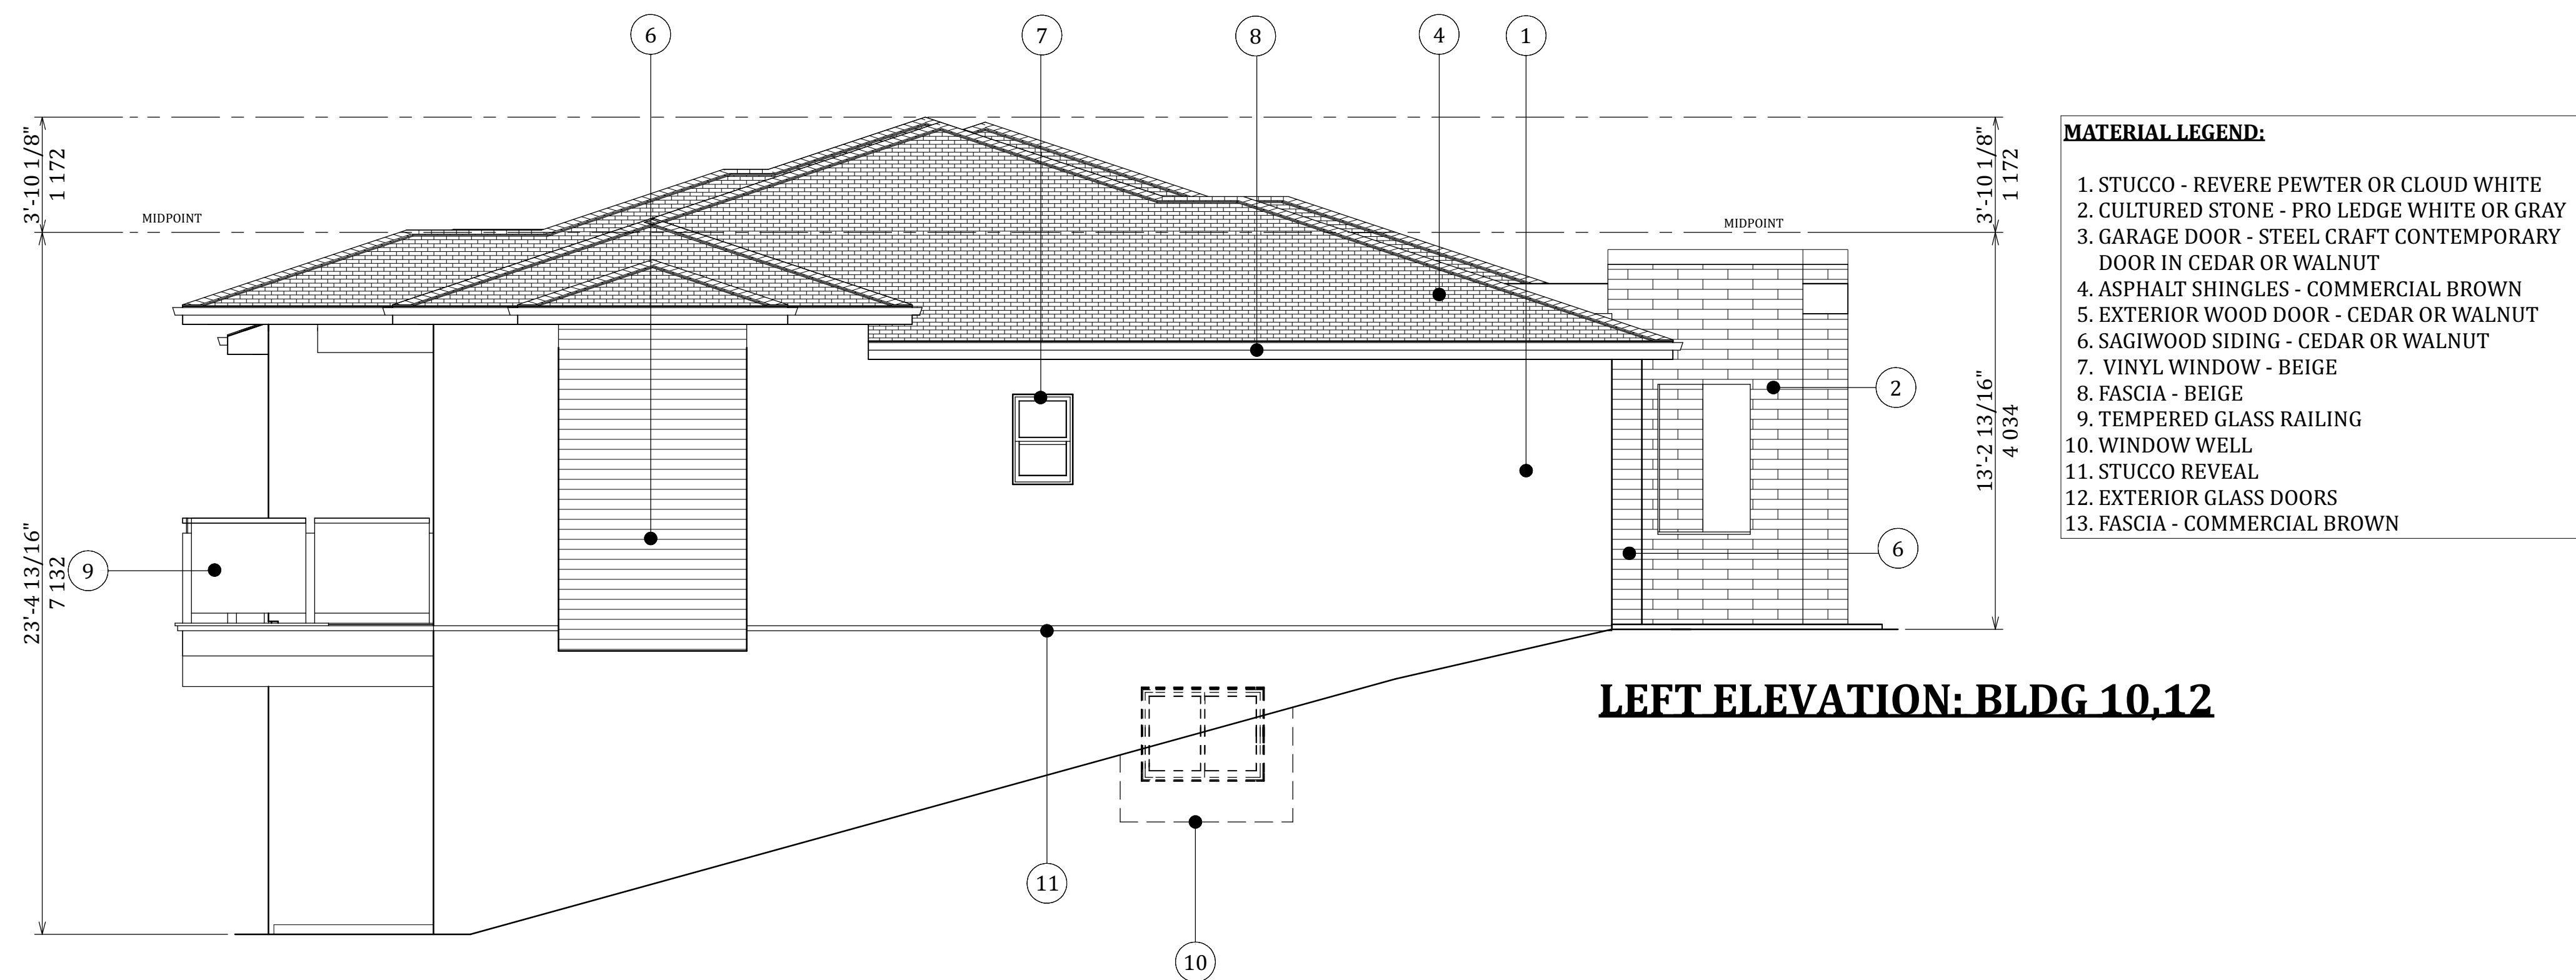 6
7
8
4
1
3'-10 1/8"
1 172
MIDPOINT
23'-4 13/16"
7 132
9
MIDPOINT
3'-10 1/8"
1 172
13'-2 13/16"
4 034
2
6
11
10
LEFT ELEVATION: BLDG 10,12
MATERIAL LEGEND:
1. STUCCO - REVERE PEWTER OR CLOUD WHITE
2. CULTURED STONE - PRO LEDGE WHITE OR GRAY
3. GARAGE DOOR - STEEL CRAFT CONTEMPORARY
DOOR IN CEDAR OR WALNUT
4. ASPHALT SHINGLES - COMMERCIAL BROWN
5. EXTERIOR WOOD DOOR - CEDAR OR WALNUT
6. SAGIWOOD SIDING - CEDAR OR WALNUT
7. VINYL WINDOW - BEIGE
8. FASCIA - BEIGE
9. TEMPERED GLASS RAILING
10. WINDOW WELL
11. STUCCO REVEAL
12. EXTERIOR GLASS DOORS
13. FASCIA - COMMERCIAL BROWN